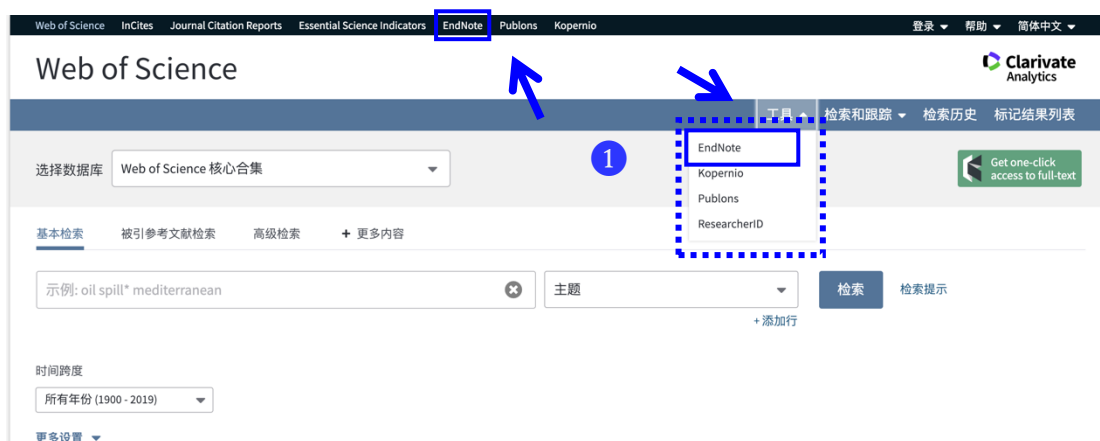 Web of Science InCites Journal Citation Reports Essential Science Indicators EndNote Publons Kopernio 登录 帮助 简体中文
Web of Science
Clarivate
Analytics
工具 检索和跟踪 检索历史 标记结果列表
1
选择数据库 Web of Science 核心合集
EndNote
Kopernio
Publons
ResearcherID
Get one-click
access to full-text
基本检索 被引参考文献检索 高级检索 + 更多内容
示例: oil spill* mediterranean 主题 检索 检索提示
+ 添加行
时间跨度
所有年份 (1900 - 2019)
更多设置